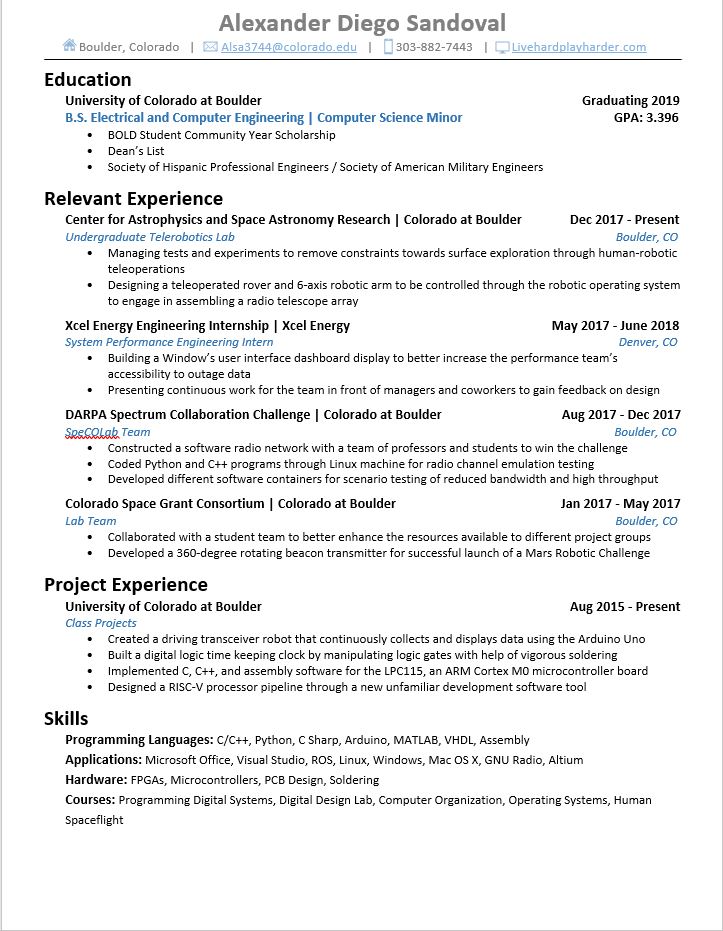 Alexander Diego Sandoval
Boulder, Colorado | Alsa3744@colorado.edu | 303-882-7443 | Livehardplayharder.com
Education
University of Colorado at Boulder Graduating 2019
B.S. Electrical and Computer Engineering | Computer Science Minor GPA: 3.396
• BOLD Student Community Year Scholarship
• Dean's List
• Society of Hispanic Professional Engineers / Society of American Military Engineers
Relevant Experience
Center for Astrophysics and Space Astronomy Research | Colorado at Boulder Dec 2017 - Present
Undergraduate Telerobotics Lab Boulder, CO
• Managing tests and experiments to remove constraints towards surface exploration through human-robotic
teleoperations
• Designing a teleoperated rover and 6-axis robotic arm to be controlled through the robotic operating system
to engage in assembling a radio telescope array
Xcel Energy Engineering Internship | Xcel Energy May 2017 - June 2018
System Performance Engineering Intern Denver, CO
• Building a Window's user interface dashboard display to better increase the performance team's
accessibility to outage data
• Presenting continuous work for the team in front of managers and coworkers to gain feedback on design
DARPA Spectrum Collaboration Challenge | Colorado at Boulder Aug 2017 - Dec 2017
SpeCOLab Team Boulder, CO
• Constructed a software radio network with a team of professors and students to win the challenge
• Coded Python and C++ programs through Linux machine for radio channel emulation testing
• Developed different software containers for scenario testing of reduced bandwidth and high throughput
Colorado Space Grant Consortium | Colorado at Boulder Jan 2017 - May 2017
Lab Team Boulder, CO
• Collaborated with a student team to better enhance the resources available to different project groups
• Developed a 360-degree rotating beacon transmitter for successful launch of a Mars Robotic Challenge
Project Experience
University of Colorado at Boulder Aug 2015 - Present
Class Projects
• Created a driving transceiver robot that continuously collects and displays data using the Arduino Uno
• Built a digital logic time keeping clock by manipulating logic gates with help of vigorous soldering
• Implemented C, C++, and assembly software for the LPC115, an ARM Cortex M0 microcontroller board
• Designed a RISC-V processor pipeline through a new unfamiliar development software tool
Skills
Programming Languages: C/C++, Python, C Sharp, Arduino, MATLAB, VHDL, Assembly
Applications: Microsoft Office, Visual Studio, ROS, Linux, Windows, Mac OS X, GNU Radio, Altium
Hardware: FPGAs, Microcontrollers, PCB Design, Soldering
Courses: Programming Digital Systems, Digital Design Lab, Computer Organization, Operating Systems, Human
Spaceflight